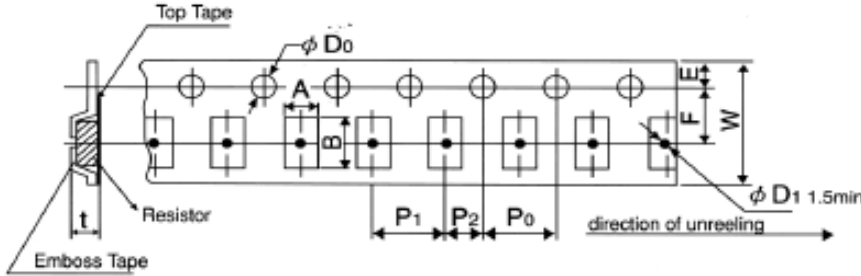 Top Tape
φ D0
A
E
F
W
B
φ D1 1.5min
t
Resistor
P1
P2
P0
direction of unreeling
Emboss Tape